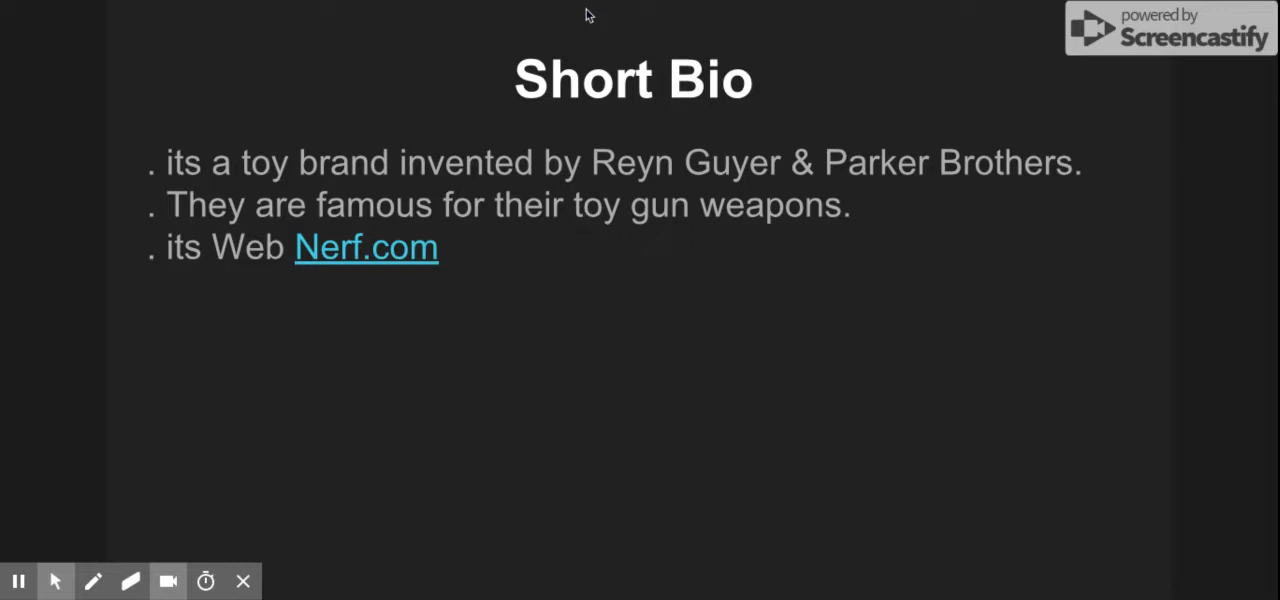 powered by
Screencastify
Short Bio
. its a toy brand invented by Reyn Guyer & Parker Brothers.
. They are famous for their toy gun weapons.
. its Web Nerf.com